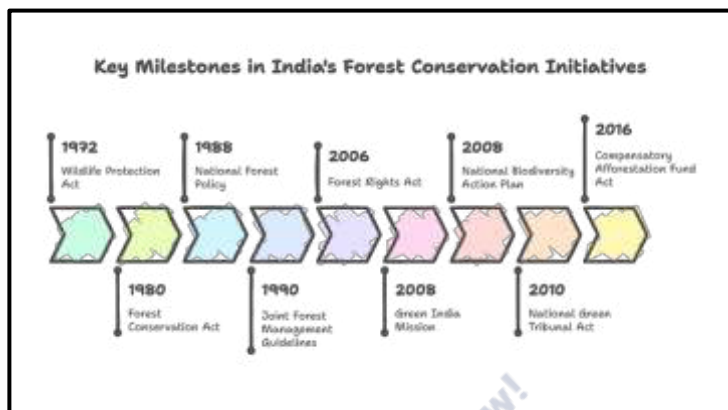 Key Milestones in India's Forest Conservation Initiatives
1972
Wildlife Protection
Act
1980
Forest
Conservation Act
1988
National Forest
Policy
1990
Joint Forest
Management
Guidelines
2006
Forest Rights Act
2008
Green India
Mission
2008
National Biodiversity
Action Plan
2010
National Green
Tribunal Act
2016
Compensatory
Afforestation Fund
Act